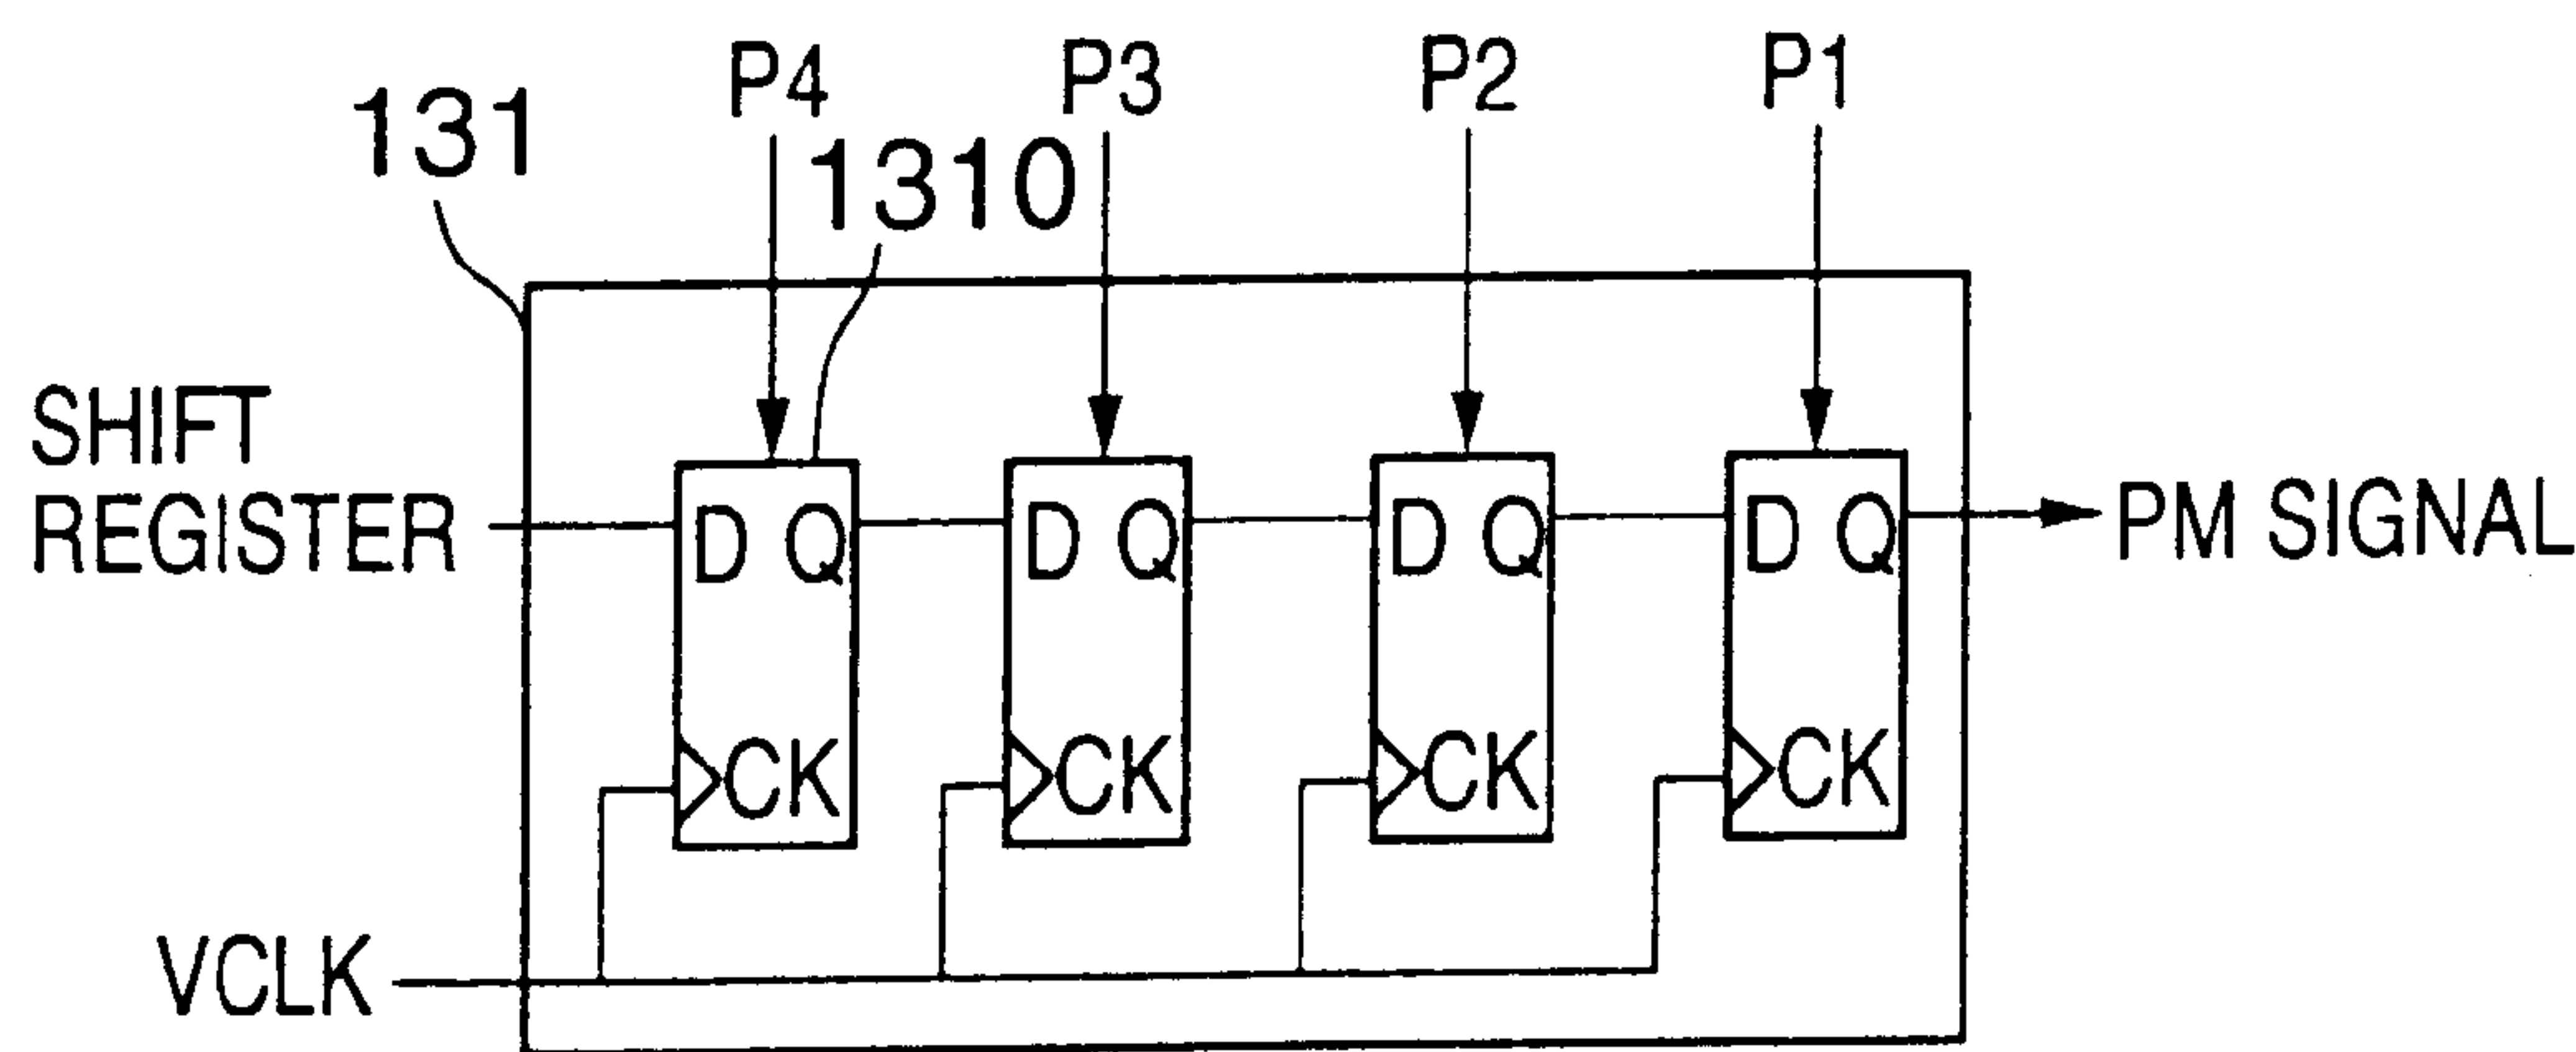 P4 P3 P2 P1
131
1310
SHIFT
REGISTER
D Q D Q D Q D Q
PM SIGNAL
CK CK CK CK
VCLK